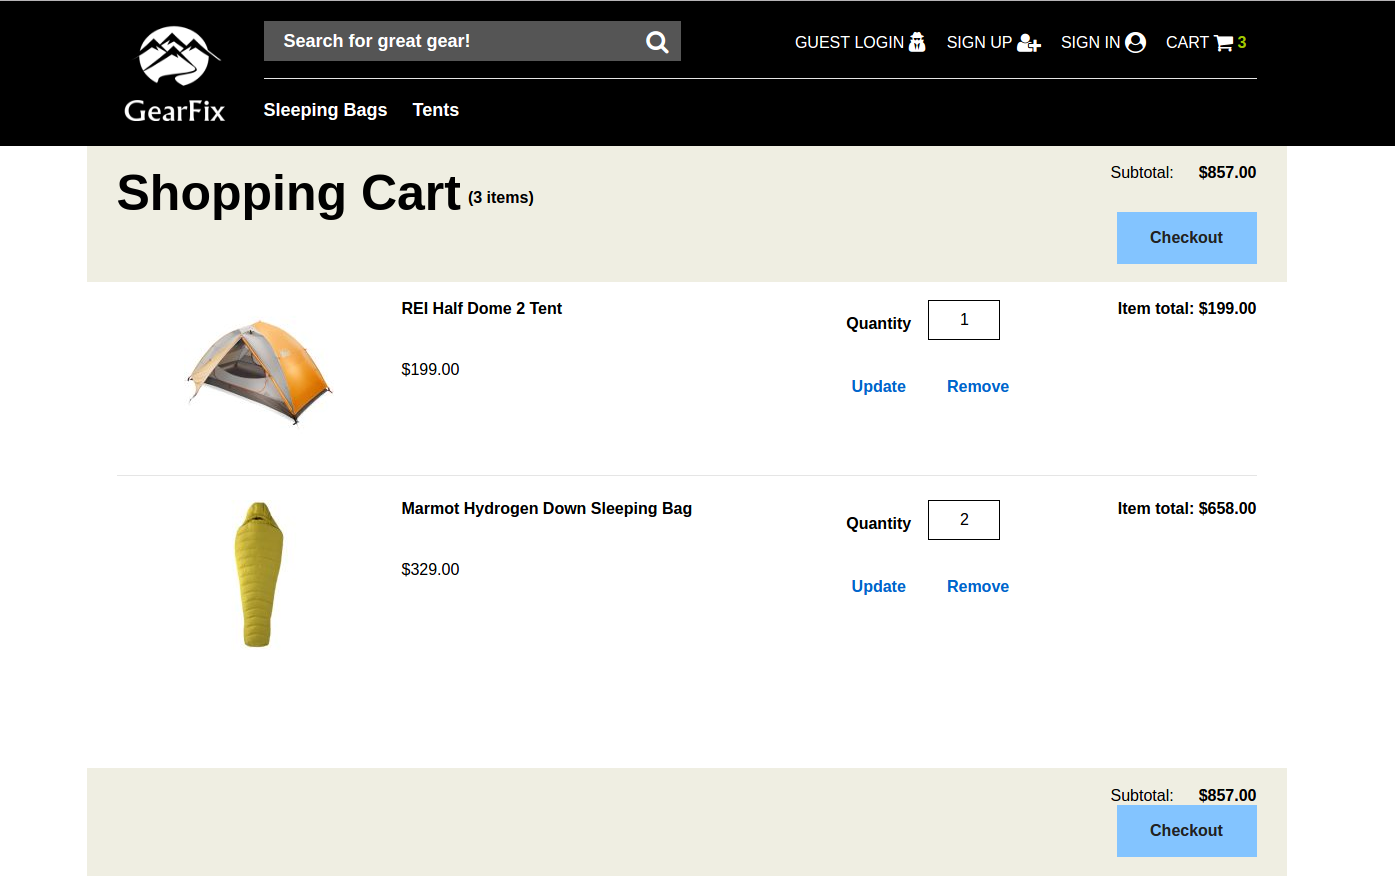 Search for great gear!
GUEST LOGIN SIGN UP SIGN IN CART 3
GearFix
Sleeping Bags Tents
Shopping Cart (3 items)
Subtotal: $857.00
Checkout
REI Half Dome 2 Tent
Quantity 1
Item total: $199.00
$199.00
Update Remove
Marmot Hydrogen Down Sleeping Bag
Quantity 2
Item total: $658.00
$329.00
Update Remove
Subtotal: $857.00
Checkout